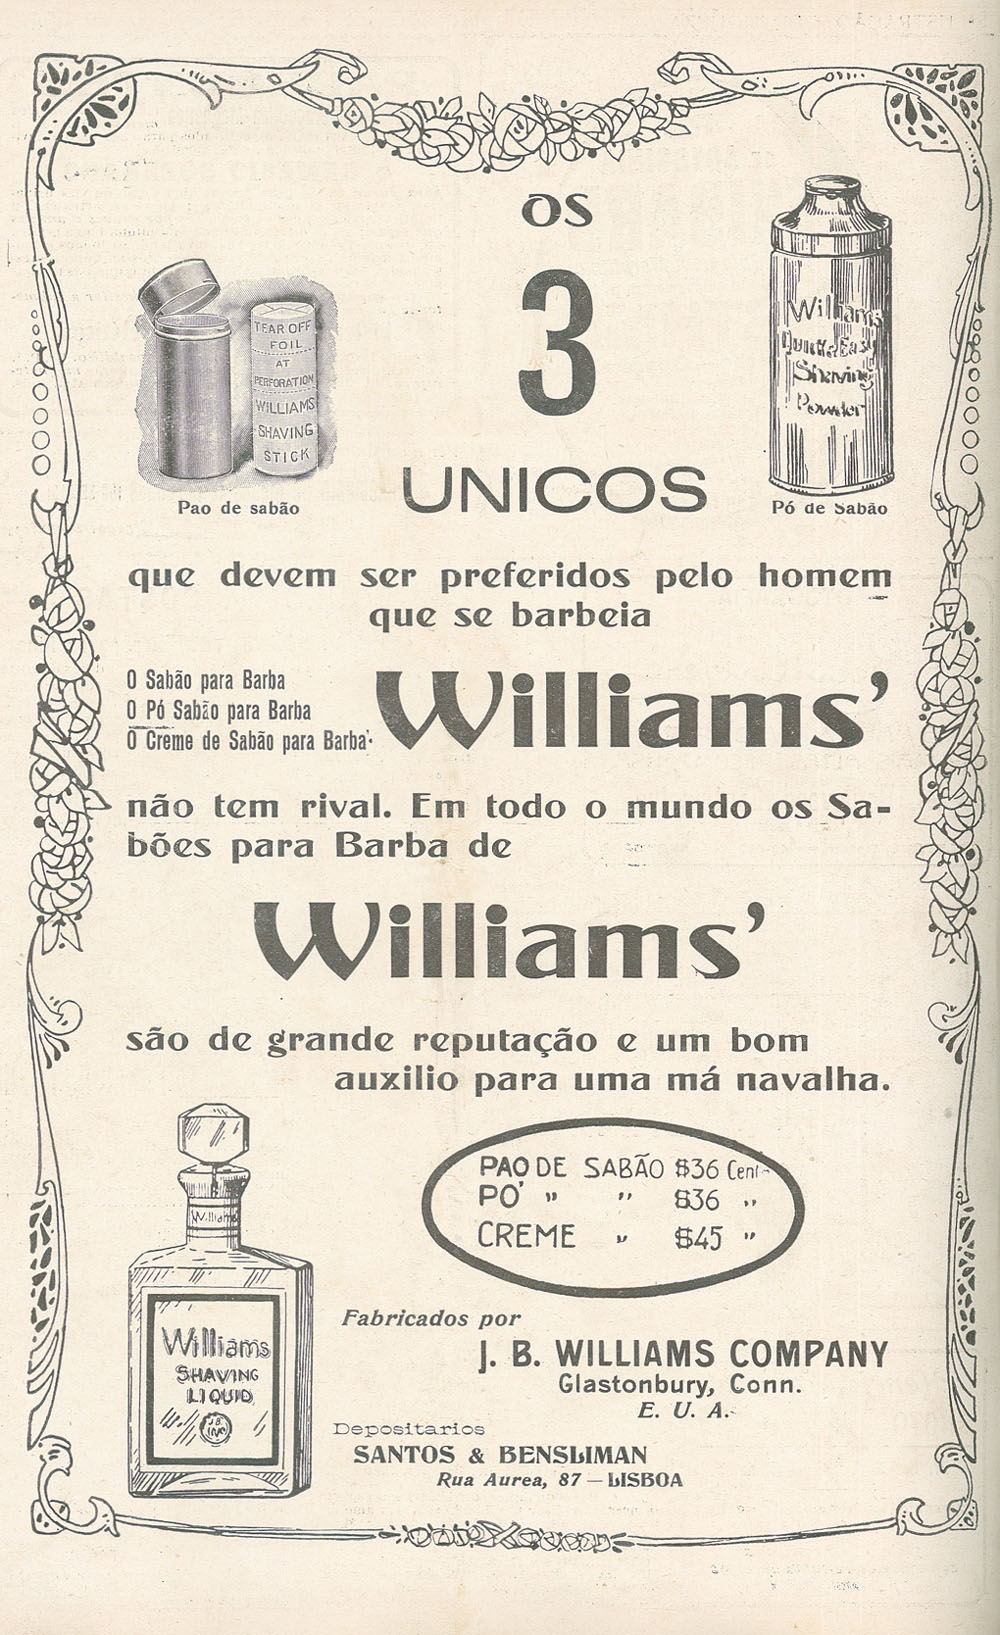 OS
3
UNICOS
TEAR OFF
FOIL
AT
PERFORATION
WILLIAMS
SHAVING
STICK
Pao de sabão
Williams
Quick & Easy
Shaving
Powder
Pó de Sabão
que devem ser preferidos pelo homem
que se barbeia
O Sabão para Barba
O Pó Sabão para Barba
O Creme de Sabão para Barba
Williams'
não tem rival. Em todo o mundo os Sa-
bões para Barba de
Williams'
são de grande reputação e um bom
auxilio para uma má navalha.
Williams
Williams
SHAVING
LIQUID
PAO DE SABÃO $36 Cent
PO' " " $36 "
CREME " $45 "
Fabricados por
J. B. WILLIAMS COMPANY
Glastonbury, Conn.
E. U. A.
Depositarios
SANTOS & BENSLIMAN
Rua Aurea, 87 — LISBOA